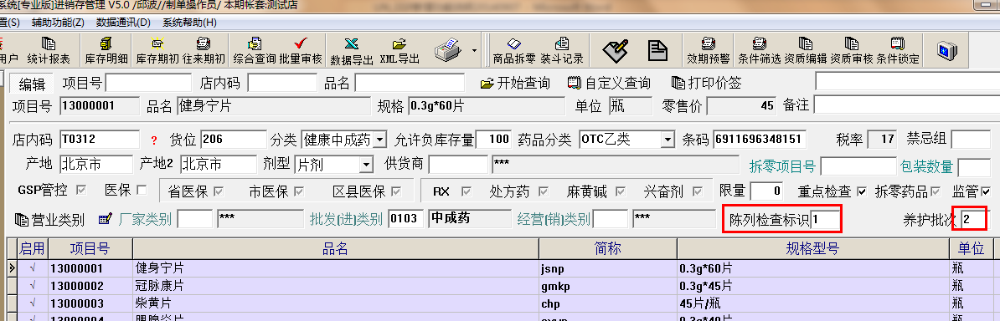 系统[专业版]进销存管理 V5.0 /邱波//制单操作员/ 本期帐套:测试店
置(S) 辅助功能(Z) 数据通讯(D) 系统帮助(H)
用户 统计报表 库存明细 库存期初 往来期初 综合查询 批量审核 数据导出 XML导出 商品拆零 装斗记录 效期预警 条件筛选 资质编辑 资质审核 条件锁定
编辑 项目号 店内码 品名 开始查询 自定义查询 打印价签
项目号 13000001 品名 健身宁片 规格 0.3g*60片 单位 瓶 零售价 45 备注
店内码 T0312 ? 货位 206 分类 健康中成药 允许负库存量 100 药品分类 OTC乙类 条码 6911696348151 税率 17 禁忌组
产地 北京市 产地2 北京市 剂型 片剂 供货商 *** 拆零项目号 包装数量
GSP管控 医保 省医保 市医保 区县医保 RX 处方药 麻黄碱 兴奋剂 限量 0 重点检查 拆零药品 监管
营业类别 厂家类别 *** 批发(进)类别 0103 中成药 经营(销)类别 *** 陈列检查标识 1 养护批次 2
启用 项目号 品名 简称 规格型号 单位
√ 13000001 健身宁片 jsnp 0.3g*60片 瓶
√ 13000002 冠脉康片 gmkp 0.3g*45片 瓶
√ 13000003 柴黄片 chp 45片/瓶 瓶